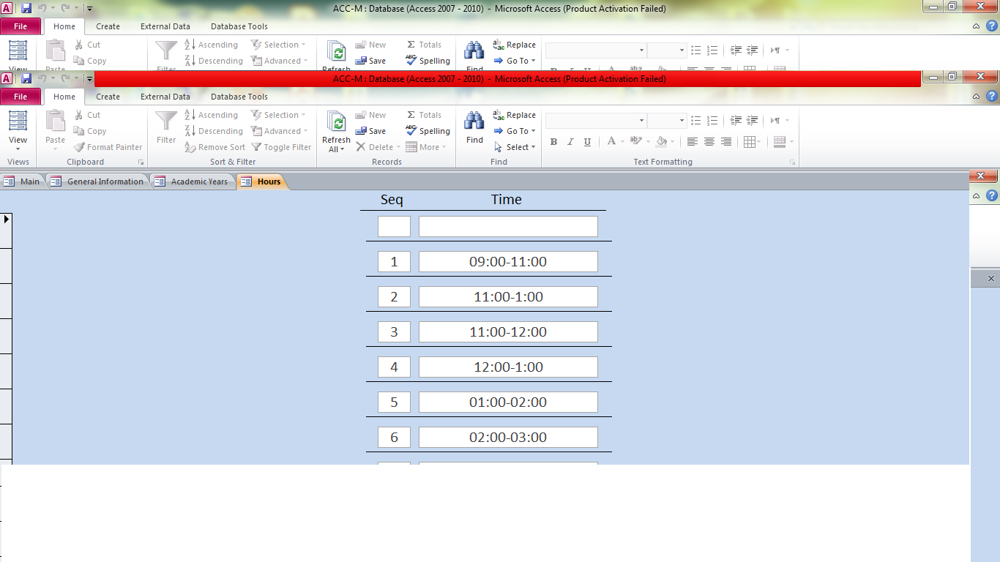 ACC-M : Database (Access 2007 - 2010) - Microsoft Access (Product Activation Failed)
File Home Create External Data Database Tools
Cut Ascending Selection New Totals Replace
Copy Descending Advanced Save Spelling Go To
Paste Filter Refresh Find
ACC-M : Database (Access 2007 - 2010) - Microsoft Access (Product Activation Failed)
File Home Create External Data Database Tools
Cut Ascending Selection New Σ Totals Replace
Copy Descending Advanced Save Spelling Go To
View Paste Format Painter Filter Remove Sort Toggle Filter Refresh All Delete More Find Select B I U A
Views Clipboard Sort & Filter Records Find Text Formatting
Main General Information Academic Years Hours
Seq Time
1 09:00-11:00
2 11:00-1:00
3 11:00-12:00
4 12:00-1:00
5 01:00-02:00
6 02:00-03:00